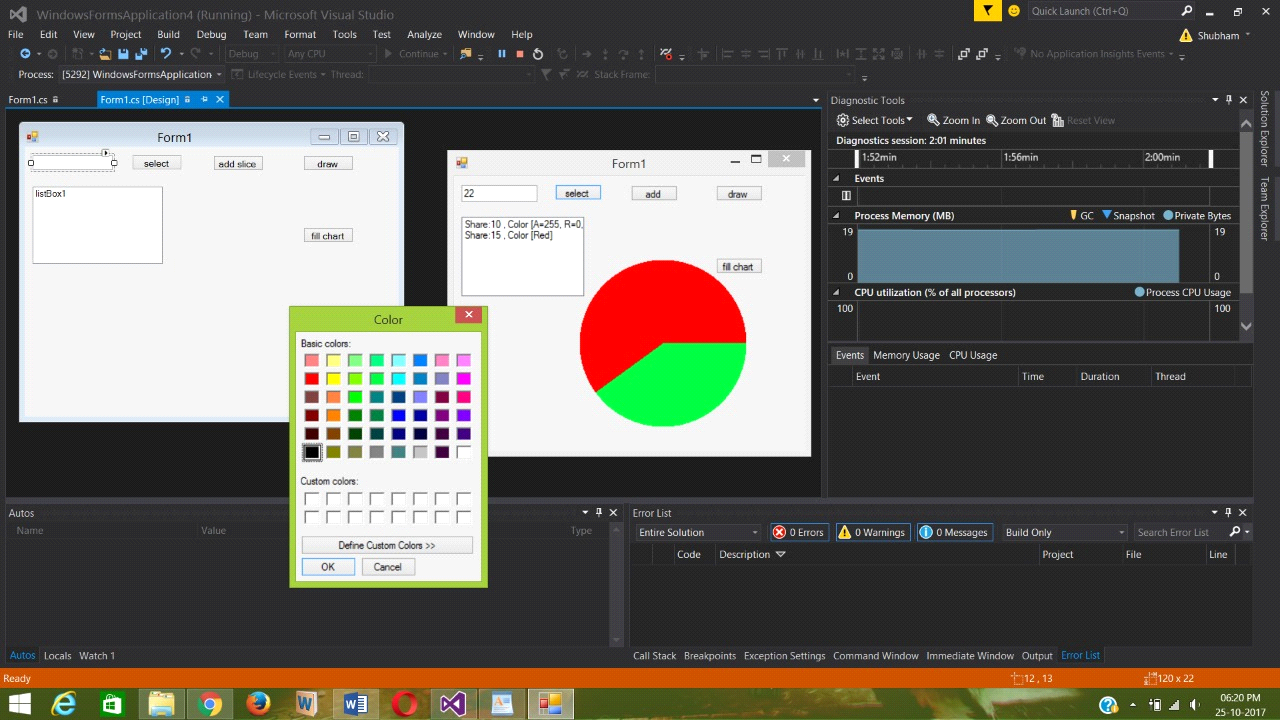 WindowsFormsApplication4 (Running) - Microsoft Visual Studio
Quick Launch (Ctrl+Q)
File Edit View Project Build Debug Team Format Tools Test Analyze Window Help
Shubham
Debug Any CPU Continue No Application Insights Events
Process: [5292] WindowsFormsApplication Lifecycle Events Thread: Stack Frame:
Form1.cs Form1.cs [Design]
Form1
select add slice draw
listBox1
fill chart
Form1
22 select add draw
Share:10 , Color [A=255, R=0,
Share:15 , Color [Red]
fill chart
Color
Basic colors:
Custom colors:
Define Custom Colors >>
OK Cancel
Diagnostic Tools
Select Tools Zoom In Zoom Out Reset View
Diagnostics session: 2:01 minutes
1:52min 1:56min 2:00min
Events
Process Memory (MB) GC Snapshot Private Bytes
19 19
0 0
CPU utilization (% of all processors) Process CPU Usage
100 100
Events Memory Usage CPU Usage
Event Time Duration Thread
Solution Explorer
Team Explorer
Autos
Name Value Type
Autos Locals Watch 1
Error List
Entire Solution 0 Errors 0 Warnings 0 Messages Build Only Search Error List
Code Description Project File Line
Call Stack Breakpoints Exception Settings Command Window Immediate Window Output Error List
Ready 12 , 13 120 x 22
06:20 PM
25-10-2017